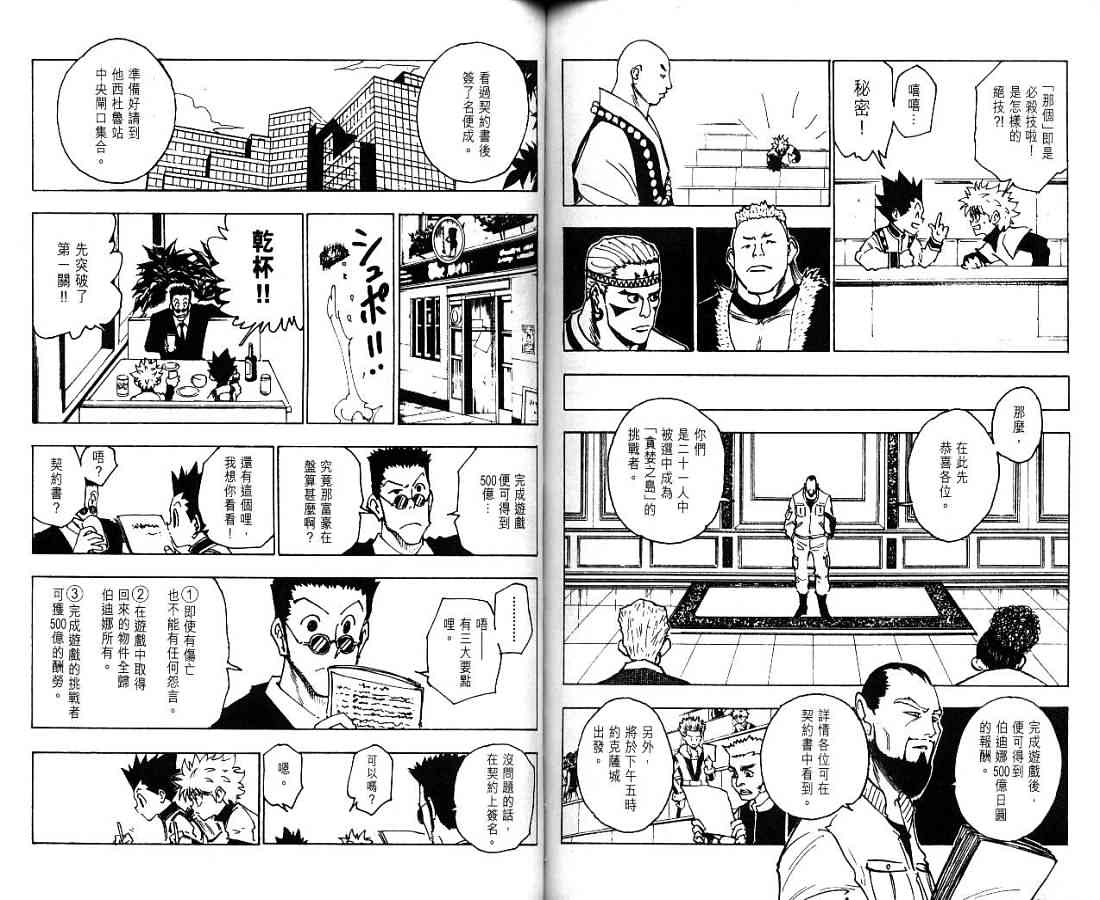 「那個」即是
必殺技啦！
是怎樣的
絕技?!
嘻嘻…
秘密！
那麼，
在此先
恭喜各位。
你們
是二十一人中
被選中成為
「貪婪之島」的
挑戰者。
完成遊戲後，
便可得到
伯迪娜500億日圓
的報酬。
詳情各位可在
契約書中看到。
另外，
將於下午五時
約克薩城
出發。
看過契約書後
簽了名便成。
準備好請到
他西杜魯站
中央閘口集合。
シュポ!!
乾杯!!
先突破了
第一關!!
完成遊戲
便可得到
500億…
究竟那富豪在
盤算甚麼啊？
還有這個哩，
我想你看看！
唔？
契約書？
………
唔——
有三大要點
哩。
①即使有傷亡
也不能有任何怨言。
②在遊戲中取得
回來的物件全歸
伯迪娜所有。
③完成遊戲的挑戰者
可獲500億的酬勞。
沒問題的話，
在契約上簽名。
可以嗎？
嗯。